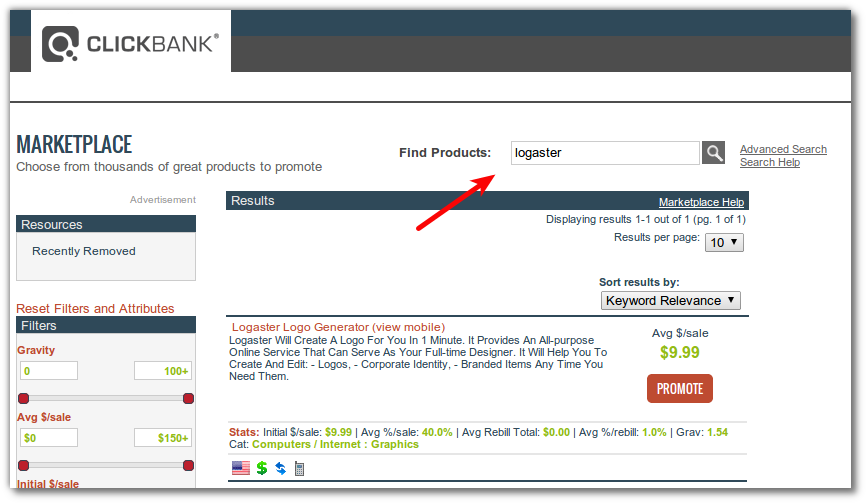 CLICKBANK®
MARKETPLACE
Choose from thousands of great products to promote
Find Products:
logaster
Advanced Search
Search Help
Advertisement
Resources
Recently Removed
Reset Filters and Attributes
Filters
Gravity
0 100+
Avg $/sale
$0 $150+
Initial $/sale
Results Marketplace Help
Displaying results 1-1 out of 1 (pg. 1 of 1)
Results per page: 10
Sort results by:
Keyword Relevance
Logaster Logo Generator (view mobile)
Logaster Will Create A Logo For You In 1 Minute. It Provides An All-purpose
Online Service That Can Serve As Your Full-time Designer. It Will Help You To
Create And Edit: - Logos, - Corporate Identity, - Branded Items Any Time You
Need Them.
Avg $/sale
$9.99
PROMOTE
Stats: Initial $/sale: $9.99 | Avg %/sale: 40.0% | Avg Rebill Total: $0.00 | Avg %/rebill: 1.0% | Grav: 1.54
Cat: Computers / Internet : Graphics